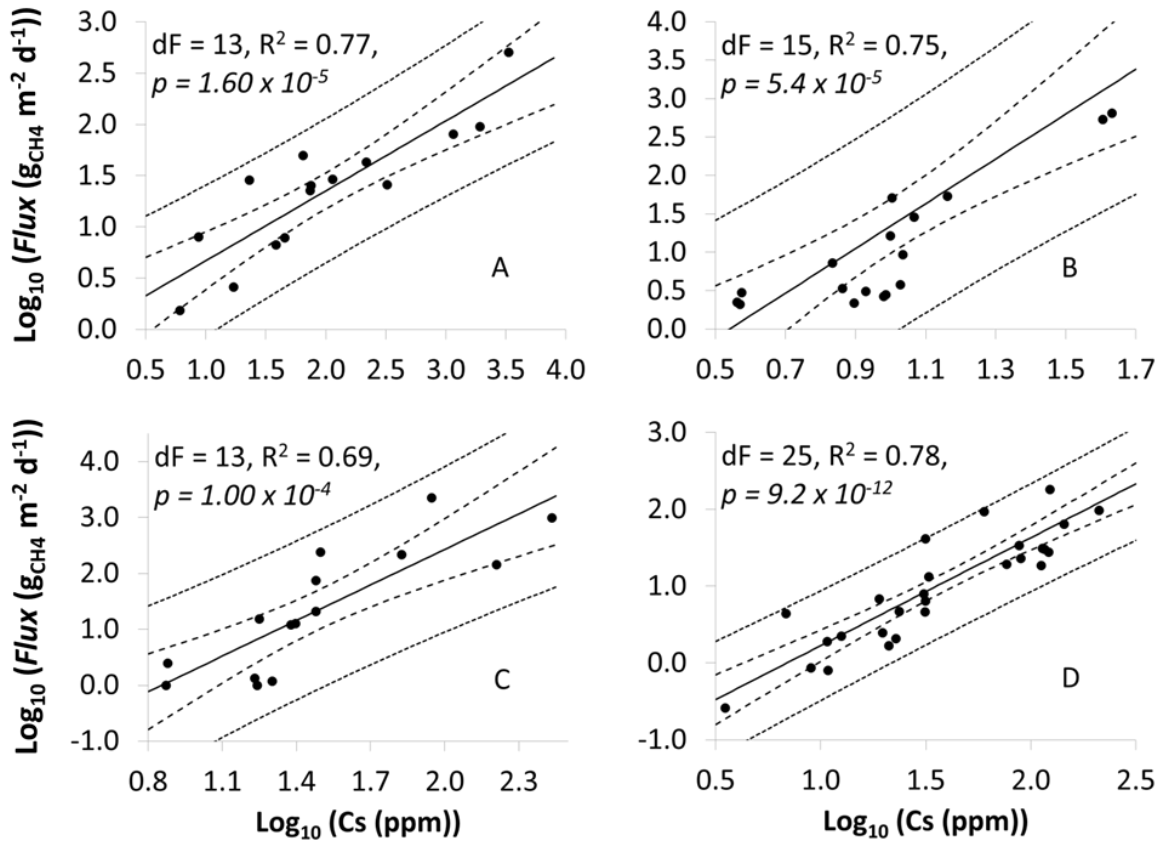 Log₁₀ (Flux (g_CH4 m⁻² d⁻¹))
3.0
2.5
2.0
1.5
1.0
0.5
0.0
dF = 13, R² = 0.77,
p = 1.60 x 10⁻⁵
A
0.5 1.0 1.5 2.0 2.5 3.0 3.5 4.0
4.0
3.5
3.0
2.5
2.0
1.5
1.0
0.5
0.0
dF = 15, R² = 0.75,
p = 5.4 x 10⁻⁵
B
0.5 0.7 0.9 1.1 1.3 1.5 1.7
Log₁₀ (Flux (g_CH4 m⁻² d⁻¹))
4.0
3.0
2.0
1.0
0.0
-1.0
dF = 13, R² = 0.69,
p = 1.00 x 10⁻⁴
C
0.8 1.1 1.4 1.7 2.0 2.3
Log₁₀ (Cs (ppm))
3.0
2.0
1.0
0.0
-1.0
dF = 25, R² = 0.78,
p = 9.2 x 10⁻¹²
D
0.5 1.0 1.5 2.0 2.5
Log₁₀ (Cs (ppm))